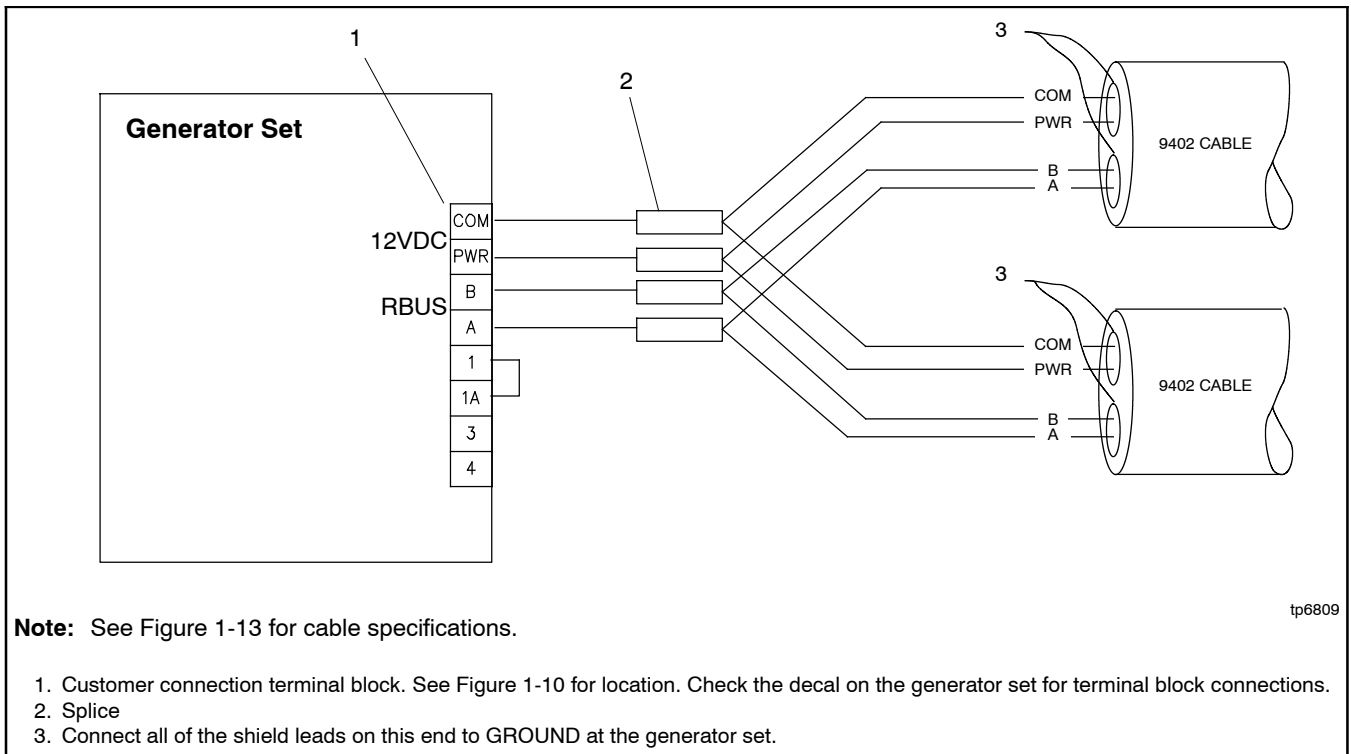 1
2
3
Generator Set
COM
PWR
B
A
9402 CABLE
12VDC
COM
PWR
RBUS
B
A
1
1A
3
4
3
COM
PWR
B
A
9402 CABLE
tp6809
Note: See Figure 1-13 for cable specifications.
1. Customer connection terminal block. See Figure 1-10 for location. Check the decal on the generator set for terminal block connections.
2. Splice
3. Connect all of the shield leads on this end to GROUND at the generator set.